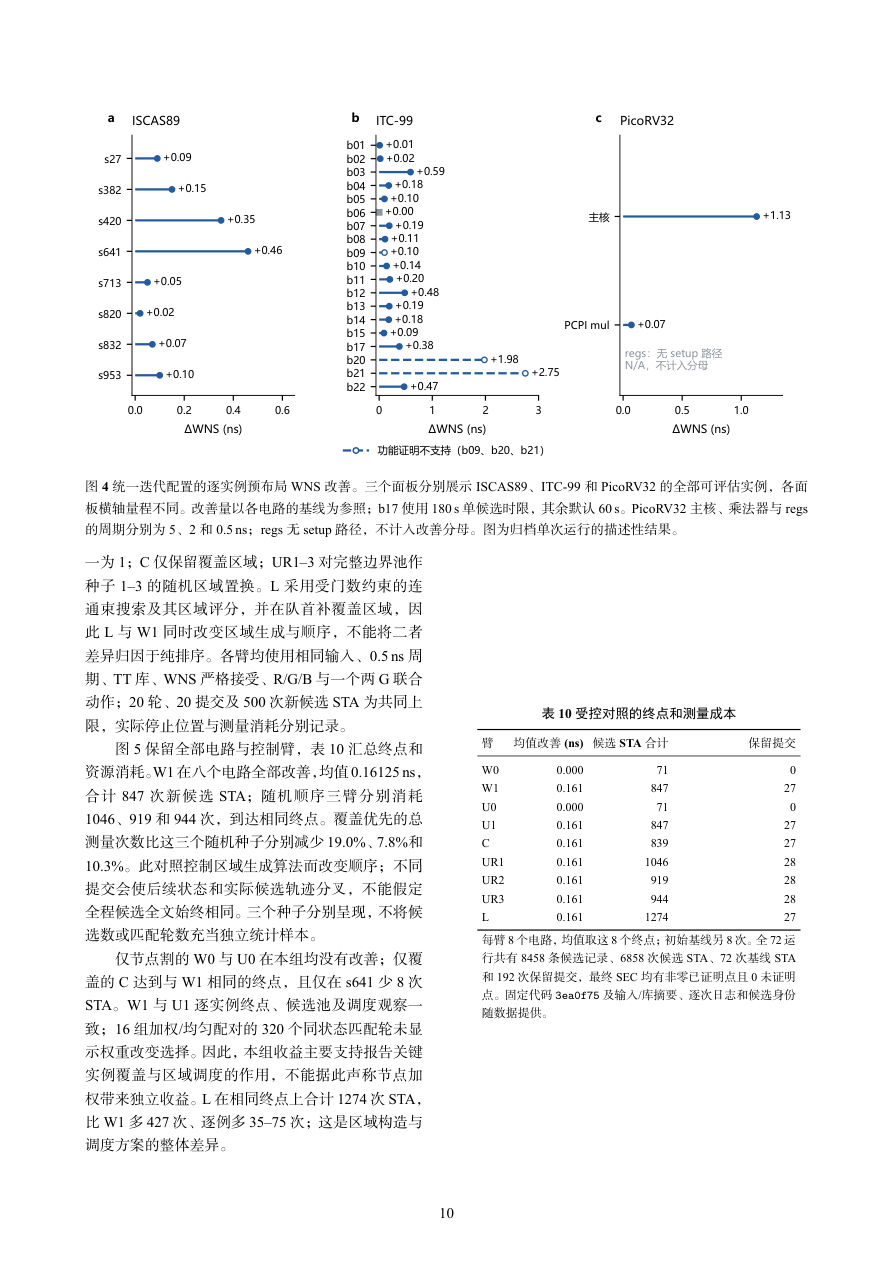 a ISCAS89
s27 +0.09
s382 +0.15
s420 +0.35
s641 +0.46
s713 +0.05
s820 +0.02
s832 +0.07
s953 +0.10
0.0 0.2 0.4 0.6
ΔWNS (ns)
b ITC-99
b01 +0.01
b02 +0.02
b03 +0.59
b04 +0.18
b05 +0.10
b06 +0.00
b07 +0.19
b08 +0.11
b09 +0.10
b10 +0.14
b11 +0.20
b12 +0.48
b13 +0.19
b14 +0.18
b15 +0.09
b17 +0.38
b20 +1.98
b21 +2.75
b22 +0.47
0 1 2 3
ΔWNS (ns)
c PicoRV32
主核 +1.13
PCPI mul +0.07
regs：无 setup 路径
N/A，不计入分母
0.0 0.5 1.0
ΔWNS (ns)
功能证明不支持（b09、b20、b21）
图 4 统一迭代配置的逐实例预布局 WNS 改善。三个面板分别展示 ISCAS89、ITC-99 和 PicoRV32 的全部可评估实例，各面
板横轴量程不同。改善量以各电路的基线为参照；b17 使用 180 s 单候选时限，其余默认 60 s。PicoRV32 主核、乘法器与 regs
的周期分别为 5、2 和 0.5 ns；regs 无 setup 路径，不计入改善分母。图为归档单次运行的描述性结果。
一为 1；C 仅保留覆盖区域；UR1–3 对完整边界池作
种子 1–3 的随机区域置换。L 采用受门数约束的连
通束搜索及其区域评分，并在队首补覆盖区域，因
此 L 与 W1 同时改变区域生成与顺序，不能将二者
差异归因于纯排序。各臂均使用相同输入、0.5 ns 周
期、TT 库、WNS 严格接受、R/G/B 与一个两 G 联合
动作；20 轮、20 提交及 500 次新候选 STA 为共同上
限，实际停止位置与测量消耗分别记录。
图 5 保留全部电路与控制臂，表 10 汇总终点和
资源消耗。W1 在八个电路全部改善，均值 0.16125 ns，
合计 847 次新候选 STA；随机顺序三臂分别消耗
1046、919 和 944 次，到达相同终点。覆盖优先的总
测量次数比这三个随机种子分别减少 19.0%、7.8%和
10.3%。此对照控制区域生成算法而改变顺序；不同
提交会使后续状态和实际候选轨迹分叉，不能假定
全程候选全文始终相同。三个种子分别呈现，不将候
选数或匹配轮数充当独立统计样本。
仅节点割的 W0 与 U0 在本组均没有改善；仅覆
盖的 C 达到与 W1 相同的终点，且仅在 s641 少 8 次
STA。W1 与 U1 逐实例终点、候选池及调度观察一
致；16 组加权/均匀配对的 320 个同状态匹配轮未显
示权重改变选择。因此，本组收益主要支持报告关键
实例覆盖与区域调度的作用，不能据此声称节点加
权带来独立收益。L 在相同终点上合计 1274 次 STA，
比 W1 多 427 次、逐例多 35–75 次；这是区域构造与
调度方案的整体差异。
表 10 受控对照的终点和测量成本
臂 均值改善 (ns) 候选 STA 合计 保留提交
W0 0.000 71 0
W1 0.161 847 27
U0 0.000 71 0
U1 0.161 847 27
C 0.161 839 27
UR1 0.161 1046 28
UR2 0.161 919 28
UR3 0.161 944 28
L 0.161 1274 27
每臂 8 个电路，均值取这 8 个终点；初始基线另 8 次。全 72 运
行共有 8458 条候选记录、6858 次候选 STA、72 次基线 STA
和 192 次保留提交，最终 SEC 均有非零已证明点且 0 未证明
点。固定代码 3ea0f75 及输入/库摘要、逐次日志和候选身份
随数据提供。
10